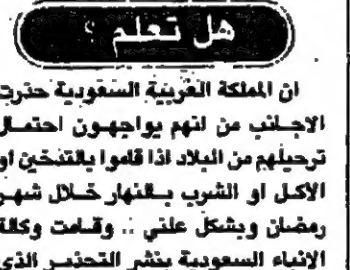 هل تعلم ؟
ان المملكة العربية السعودية حذرت
الاجانب من انهم يواجهون احتمال
ترحيلهم من البلاد اذا قاموا بالتدخين او
الأكل او الشرب بالنهار خلال شهر
رمضان وبشكل علني .. وقامت وكالة
الانباء السعودية بنشر التحذير الذي